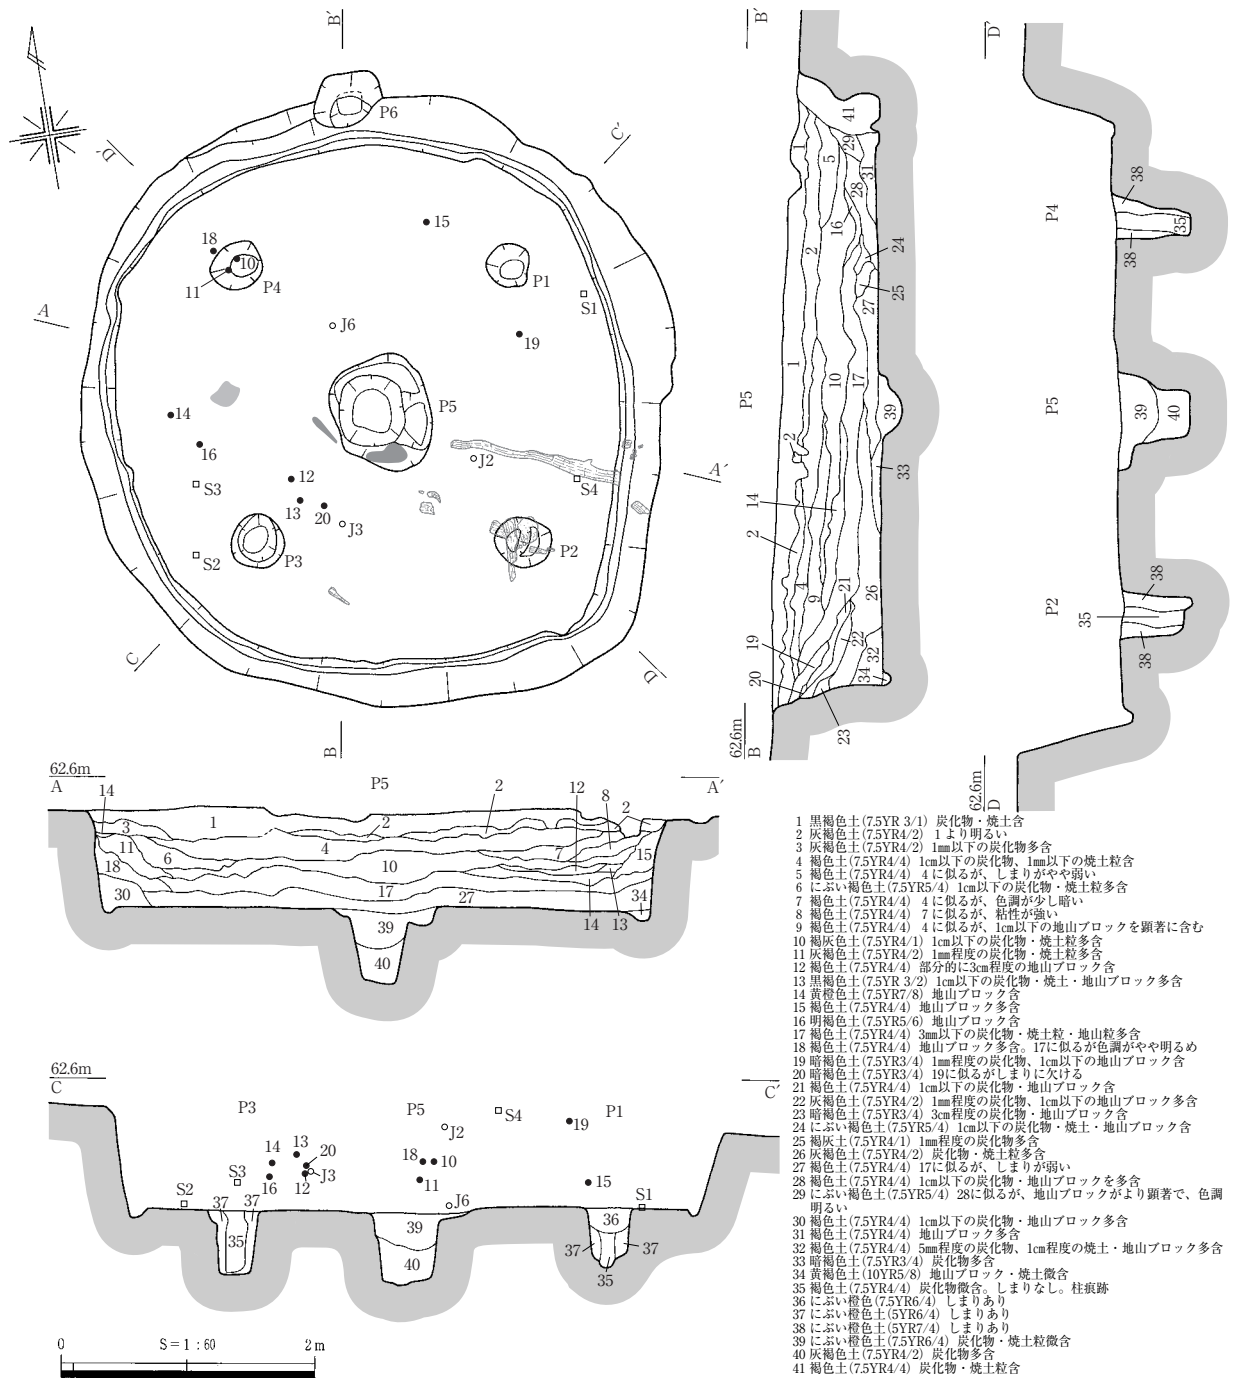 B′
P6
D′
C′
15
18
10
11
P4
P1
S1
A
J6
19
14
P5
16
12
J2
S3
S4
A′
13
20
J3
P3
P2
S2
C
D
B
B′
41
1
5
29
31
28
16
2
24
25
27
1
10
17
P5
39
2
33
14
2
4
9
21
26
22
32
19
34
20
23
62.6m
B
D′
P4
38
35
38
P5
39
40
P2
38
35
38
62.6m
D
62.6m
A
P5
A′
14
2
12
8
2
3
1
2
11
4
6
7
15
18
10
17
27
30
34
39
14
13
40
62.6m
C
C′
P3
P5
S4
P1
J2
19
13
14
20
18
10
S3
J3
16
12
11
15
S2
37
37
J6
S1
39
36
35
37
37
40
35
0
S=1:60
2m
1 黒褐色土(7.5YR 3/1) 炭化物・焼土含
2 灰褐色土(7.5YR4/2) 1より明るい
3 灰褐色土(7.5YR4/2) 1㎜以下の炭化物多含
4 褐色土(7.5YR4/4) 1㎝以下の炭化物、1㎜以下の焼土粒含
5 褐色土(7.5YR4/4) 4に似るが、しまりがやや弱い
6 にぶい褐色土(7.5YR5/4) 1㎝以下の炭化物・焼土粒多含
7 褐色土(7.5YR4/4) 4に似るが、色調が少し暗い
8 褐色土(7.5YR4/4) 7に似るが、粘性が強い
9 褐色土(7.5YR4/4) 4に似るが、1㎝以下の地山ブロックを顕著に含む
10 褐灰色土(7.5YR4/1) 1㎝以下の炭化物・焼土粒多含
11 灰褐色土(7.5YR4/2) 1㎜程度の炭化物・焼土粒多含
12 褐色土(7.5YR4/4) 部分的に3㎝程度の地山ブロック含
13 黒褐色土(7.5YR 3/2) 1㎝以下の炭化物・焼土・地山ブロック多含
14 黄橙色土(7.5YR7/8) 地山ブロック含
15 褐色土(7.5YR4/4) 地山ブロック多含
16 明褐色土(7.5YR5/6) 地山ブロック含
17 褐色土(7.5YR4/4) 3㎜以下の炭化物・焼土粒・地山粒多含
18 褐色土(7.5YR4/4) 地山ブロック多含。17に似るが色調がやや明るめ
19 暗褐色土(7.5YR3/4) 1㎜程度の炭化物、1㎝以下の地山ブロック含
20 暗褐色土(7.5YR3/4) 19に似るがしまりに欠ける
21 褐色土(7.5YR4/4) 1㎝以下の炭化物・地山ブロック含
22 灰褐色土(7.5YR4/2) 1㎜程度の炭化物、1㎝以下の地山ブロック多含
23 暗褐色土(7.5YR3/4) 3㎝程度の炭化物・地山ブロック含
24 にぶい褐色土(7.5YR5/4) 1㎝以下の炭化物・焼土・地山ブロック含
25 褐灰土(7.5YR4/1) 1㎜程度の炭化物多含
26 灰褐色土(7.5YR4/2) 炭化物・焼土粒多含
27 褐色土(7.5YR4/4) 17に似るが、しまりが弱い
28 褐色土(7.5YR4/4) 1㎝以下の地山ブロックを多含
29 にぶい褐色土(7.5YR5/4) 28に似るが、地山ブロックがより顕著で、色調
明るい
30 褐色土(7.5YR4/4) 1㎝以下の炭化物・地山ブロック多含
31 褐色土(7.5YR4/4) 地山ブロック多含
32 褐色土(7.5YR4/4) 5㎜程度の炭化物、1㎝程度の焼土・地山ブロック多含
33 暗褐色土(7.5YR3/4) 炭化物多含
34 黄褐色土(10YR5/8) 地山ブロック・焼土微含
35 褐色土(7.5YR4/4) 炭化物微含。しまりなし。柱痕跡
36 にぶい橙色(7.5YR6/4) しまりあり
37 にぶい橙色土(5YR6/4) しまりあり
38 にぶい橙色土(5YR7/4) しまりあり
39 にぶい橙色土(7.5YR6/4) 炭化物・焼土粒微含
40 灰褐色土(7.5YR4/2) 炭化物多含
41 褐色土(7.5YR4/4) 炭化物・焼土粒含